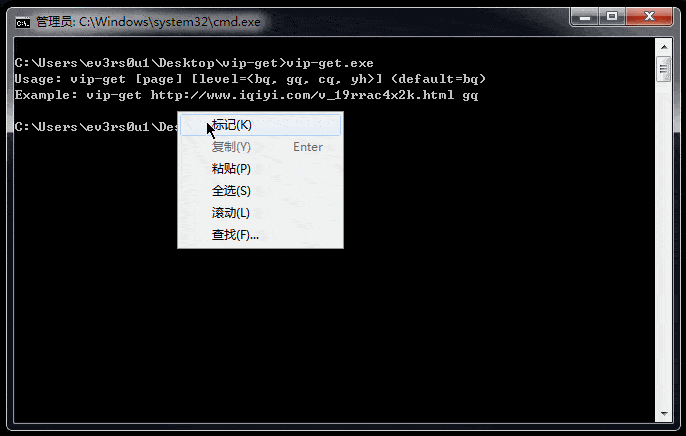 管理员: C:\Windows\system32\cmd.exe
C:\Users\ev3rs0u1\Desktop\vip-get>vip-get.exe
Usage: vip-get [page] [level=<bq, gq, cq, yh>] (default=bq)
Example: vip-get http://www.iqiyi.com/v_19rrac4x2k.html gq
C:\Users\ev3rs0u1\Des
标记(K)
复制(Y) Enter
粘贴(P)
全选(S)
滚动(L)
查找(F)...